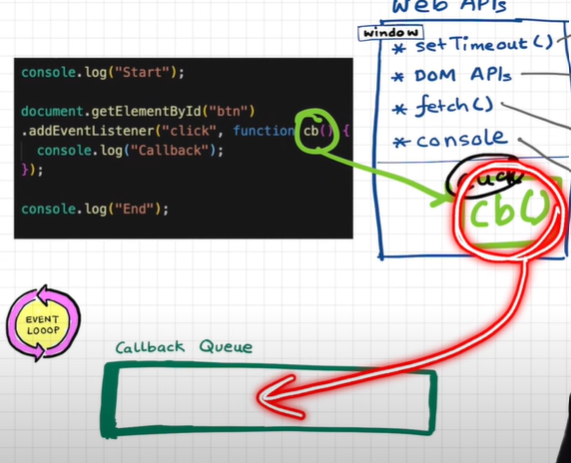 Web APIs
window
* setTimeout()
* DOM APIs
* fetch()
* console
click
cb()
console.log("Start");
document.getElementById("btn")
.addEventListener("click", function cb() {
console.log("Callback");
});
console.log("End");
EVENT
LOOOP
Callback Queue